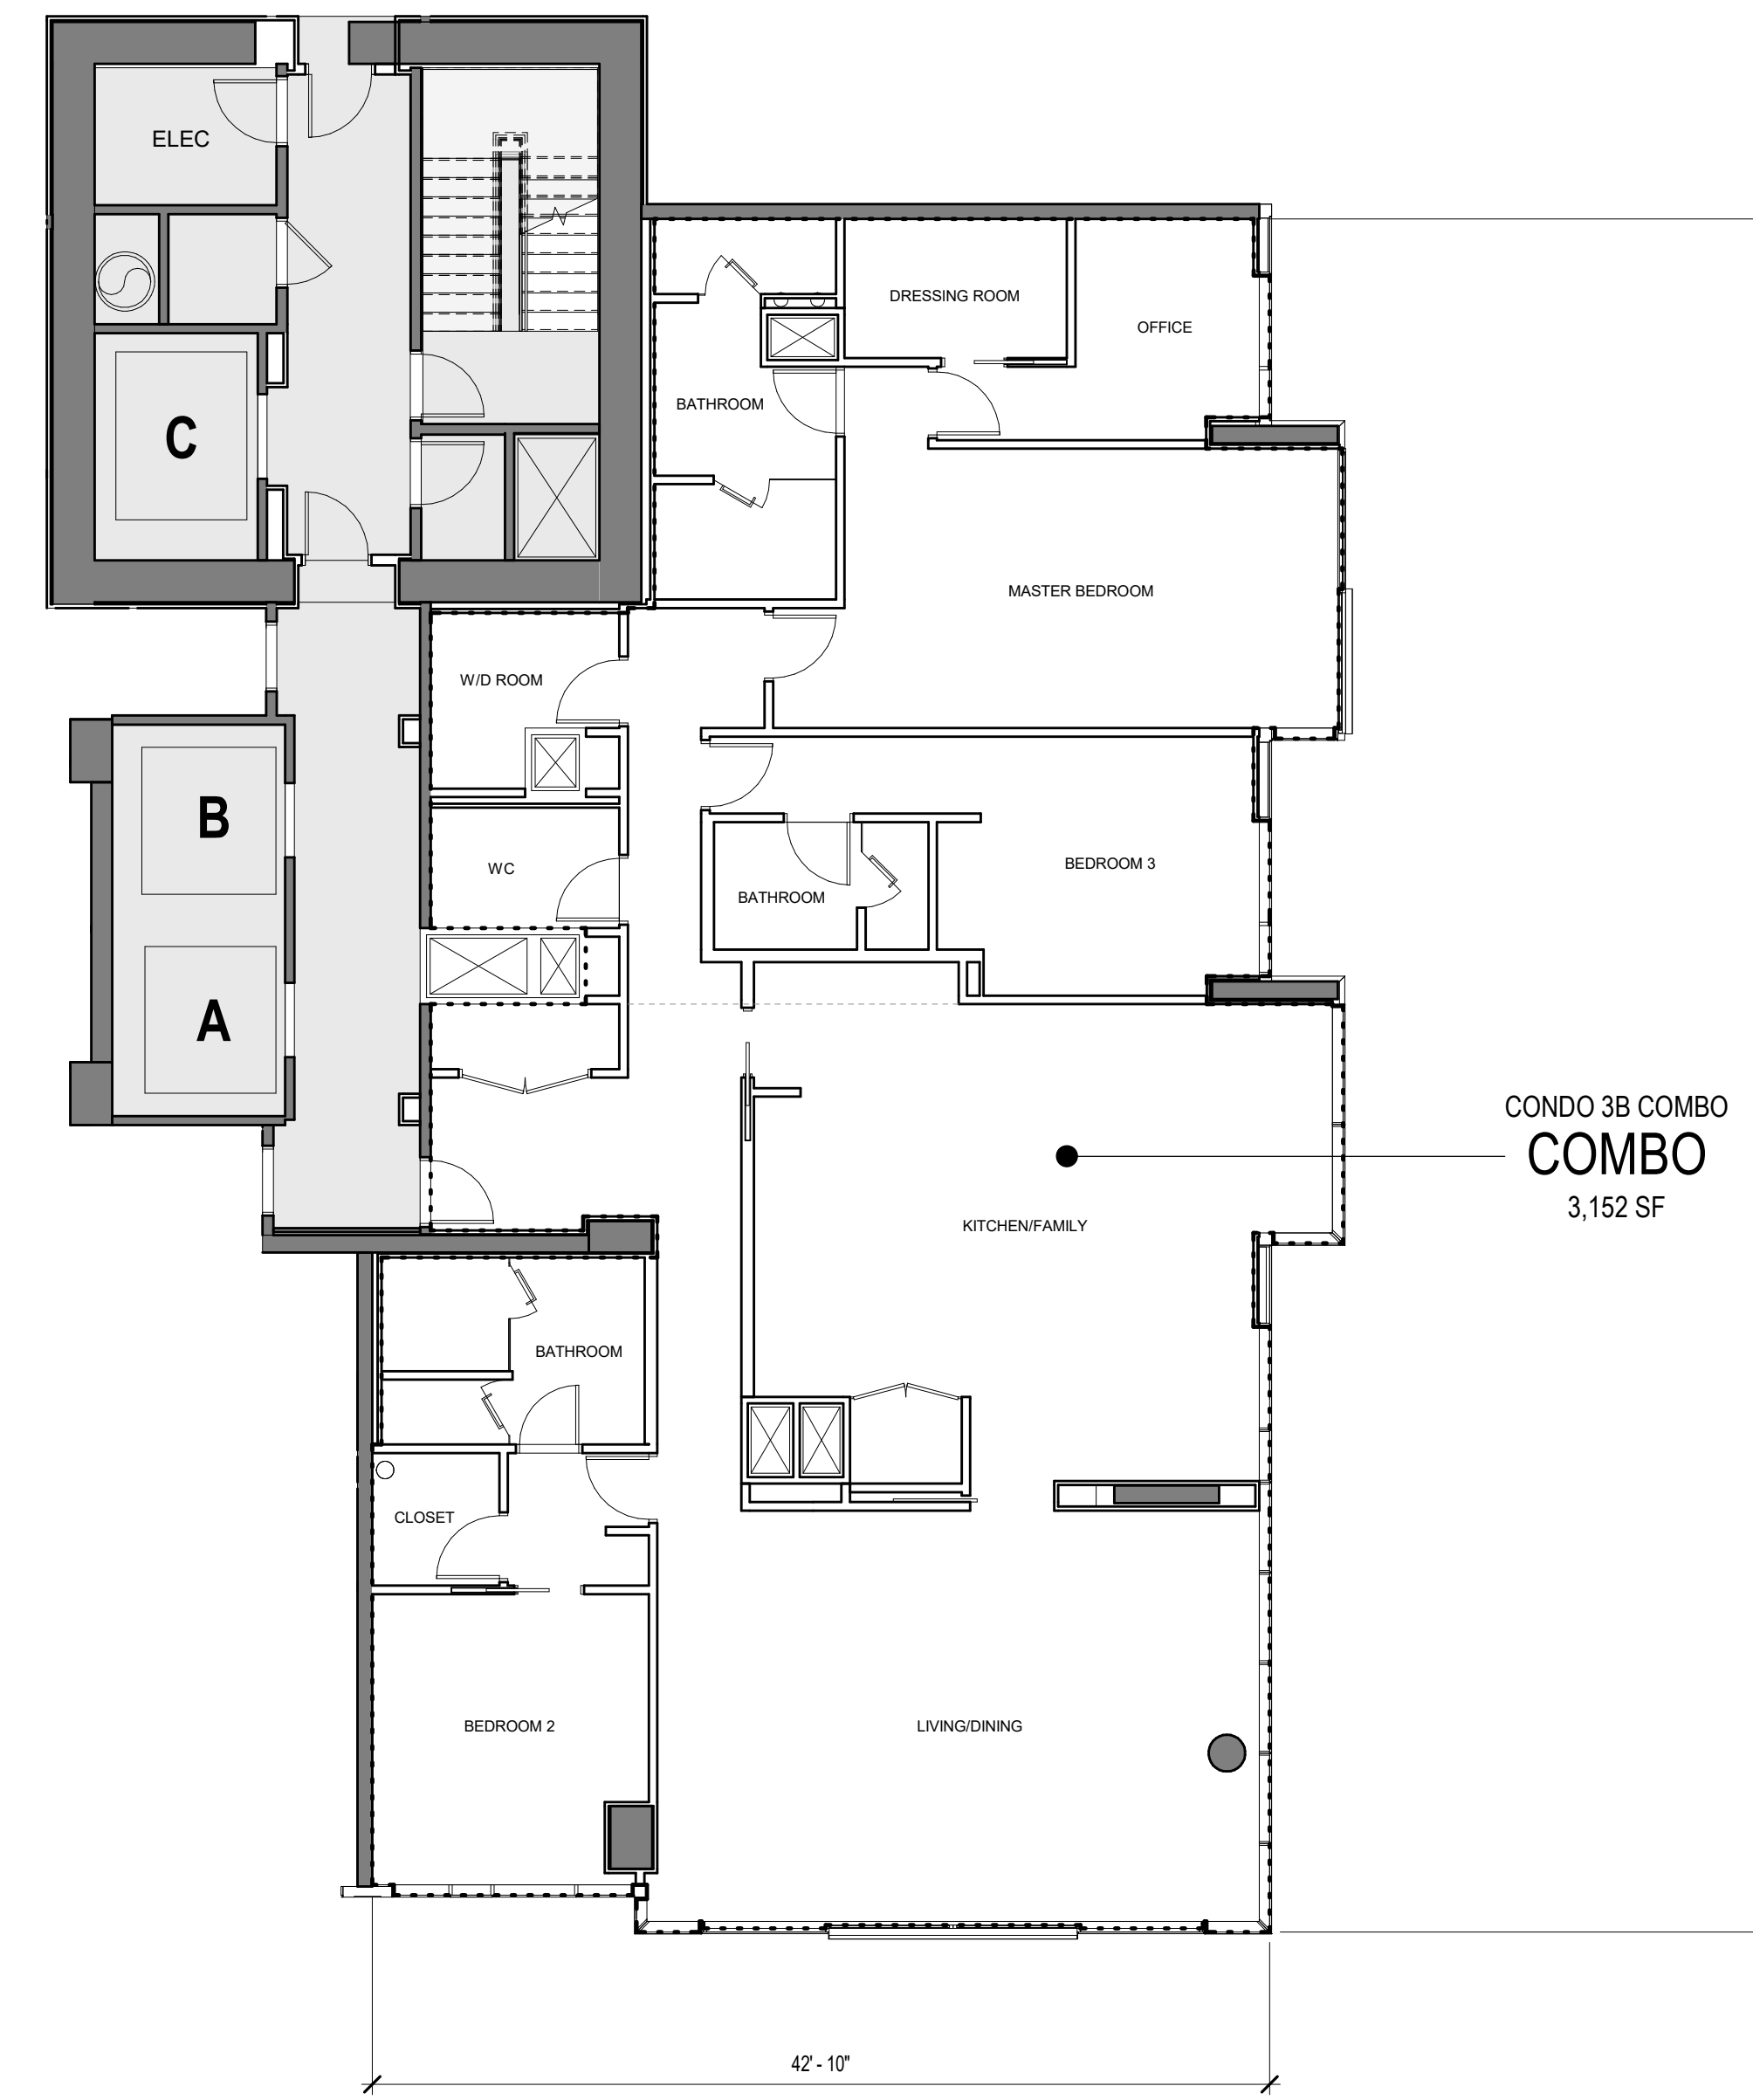 ELEC
DRESSING ROOM
OFFICE
BATHROOM
C
MASTER BEDROOM
W/D ROOM
B
WC
BEDROOM 3
BATHROOM
A
CONDO 3B COMBO
COMBO
3,152 SF
KITCHEN/FAMILY
BATHROOM
CLOSET
BEDROOM 2
LIVING/DINING
42' - 10"